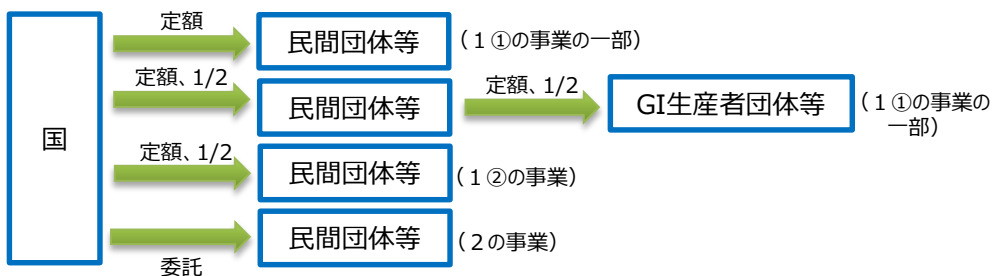 定額
民間団体等
（１①の事業の一部）
定額、1/2
民間団体等
定額、1/2
GI生産者団体等
（１①の事業の
一部）
国
定額、1/2
民間団体等
（１②の事業）
民間団体等
（２の事業）
委託